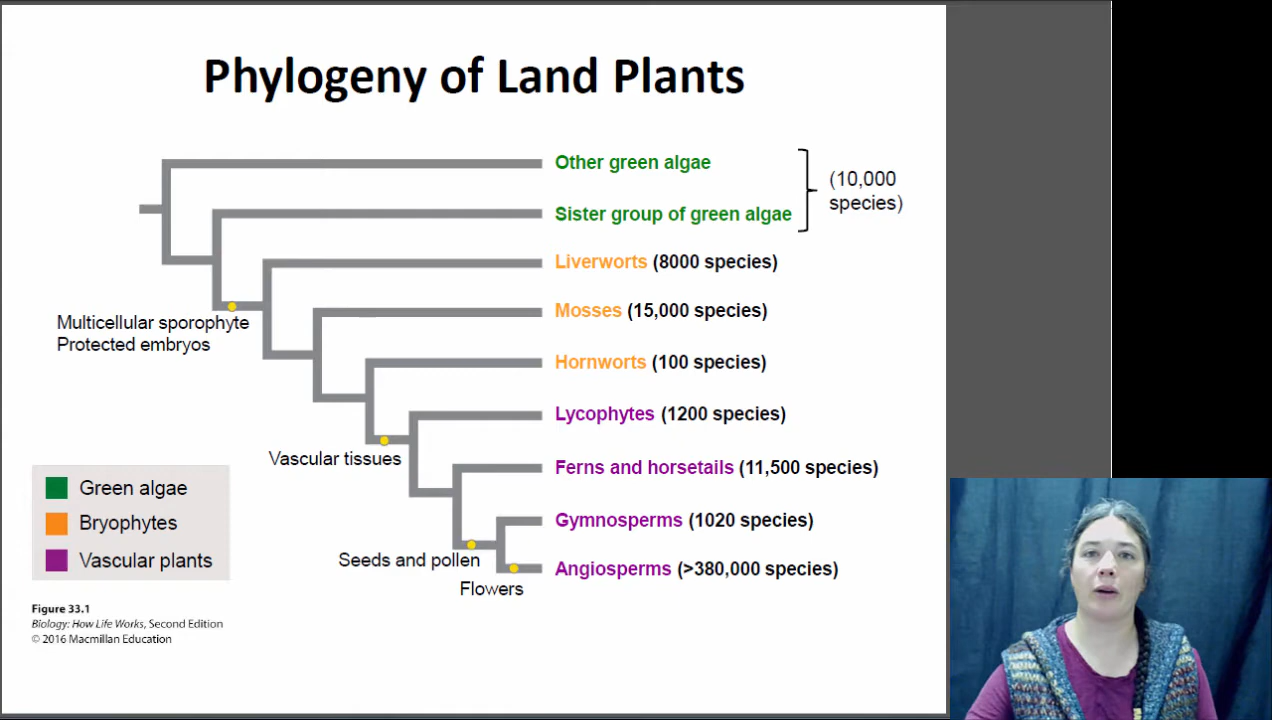 Phylogeny of Land Plants
Other green algae
Sister group of green algae
(10,000
species)
Liverworts (8000 species)
Mosses (15,000 species)
Hornworts (100 species)
Lycophytes (1200 species)
Ferns and horsetails (11,500 species)
Gymnosperms (1020 species)
Angiosperms (>380,000 species)
Multicellular sporophyte
Protected embryos
Vascular tissues
Seeds and pollen
Flowers
Green algae
Bryophytes
Vascular plants
Figure 33.1
Biology: How Life Works, Second Edition
© 2016 Macmillan Education